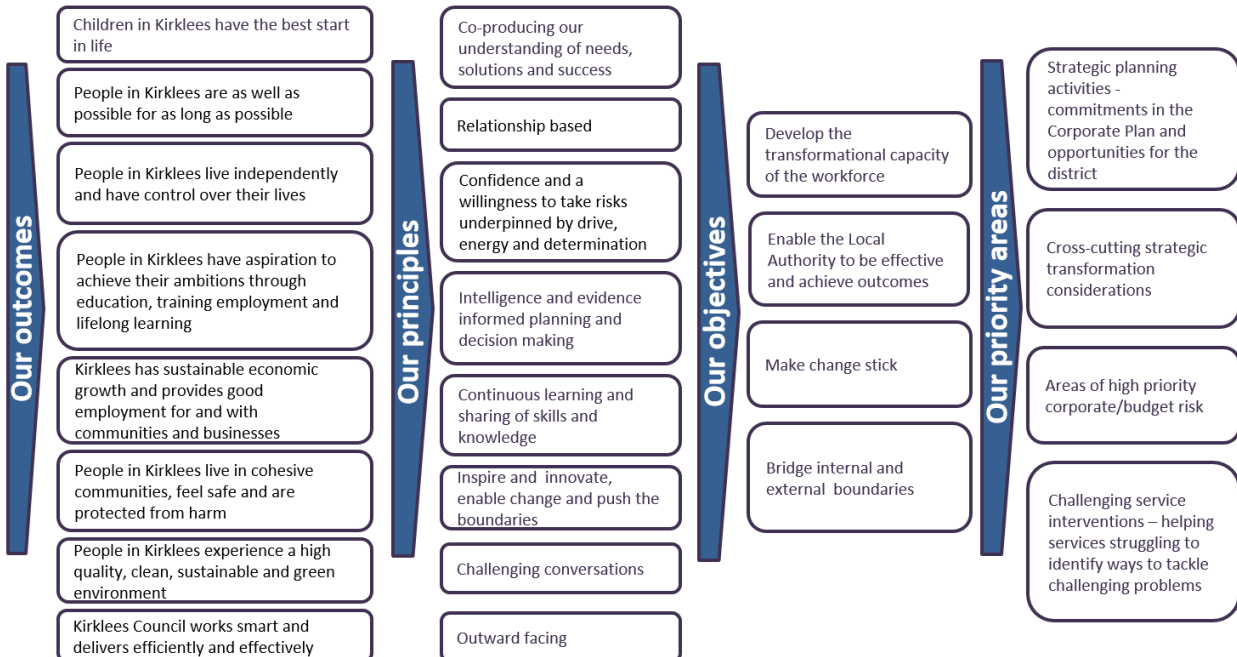 Our outcomes
Children in Kirklees have the best start
in life
People in Kirklees are as well as
possible for as long as possible
People in Kirklees live independently
and have control over their lives
People in Kirklees have aspiration to
achieve their ambitions through
education, training employment and
lifelong learning
Kirklees has sustainable economic
growth and provides good
employment for and with
communities and businesses
People in Kirklees live in cohesive
communities, feel safe and are
protected from harm
People in Kirklees experience a high
quality, clean, sustainable and green
environment
Kirklees Council works smart and
delivers efficiently and effectively
Our principles
Co-producing our
understanding of needs,
solutions and success
Relationship based
Confidence and a
willingness to take risks
underpinned by drive,
energy and determination
Intelligence and evidence
informed planning and
decision making
Continuous learning and
sharing of skills and
knowledge
Inspire and innovate,
enable change and push the
boundaries
Challenging conversations
Outward facing
Our objectives
Develop the
transformational capacity
of the workforce
Enable the Local
Authority to be effective
and achieve outcomes
Make change stick
Bridge internal and
external boundaries
Our priority areas
Strategic planning
activities -
commitments in the
Corporate Plan and
opportunities for the
district
Cross-cutting strategic
transformation
considerations
Areas of high priority
corporate/budget risk
Challenging service
interventions – helping
services struggling to
identify ways to tackle
challenging problems